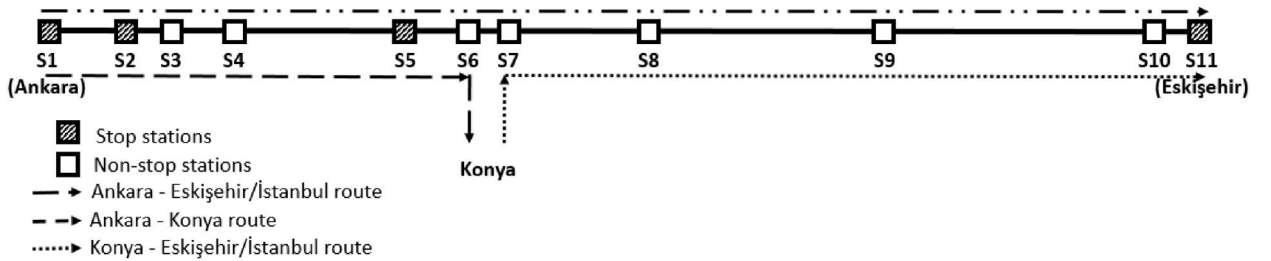 S1 S2 S3 S4 S5 S6 S7 S8 S9 S10 S11
(Ankara) (Eskişehir)
Konya
Stop stations
Non-stop stations
Ankara - Eskişehir/İstanbul route
Ankara - Konya route
Konya - Eskişehir/İstanbul route